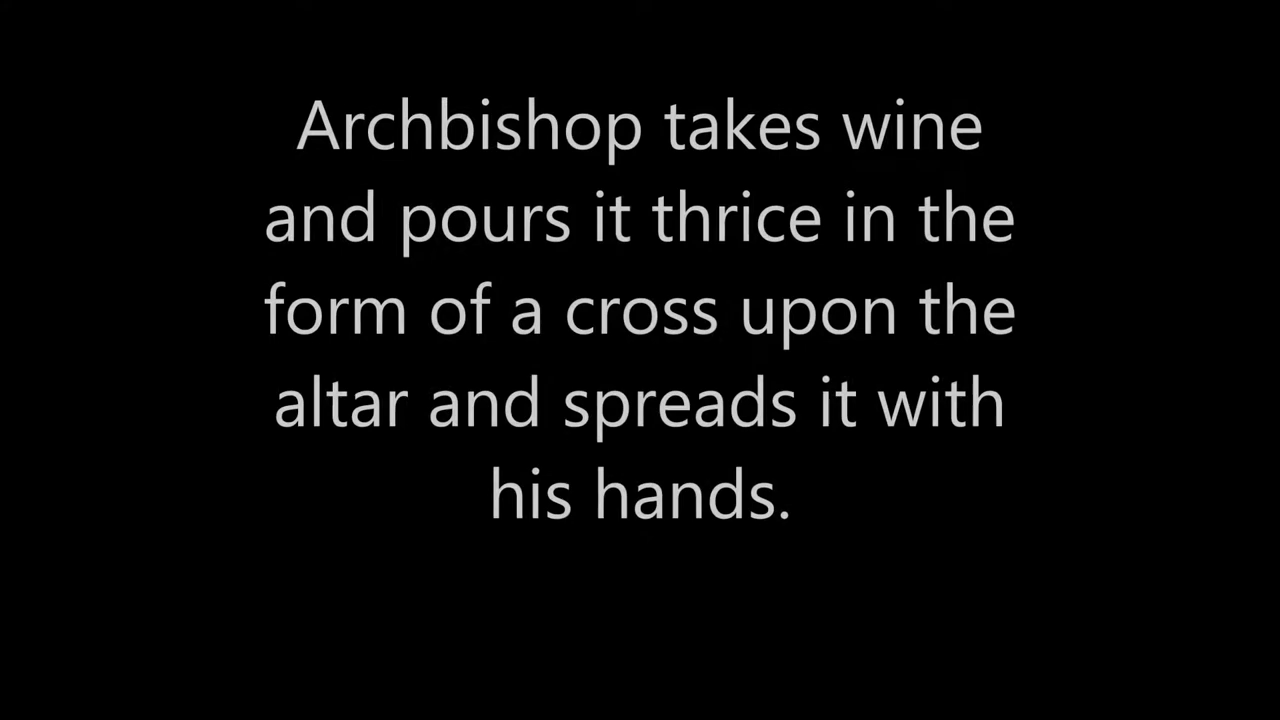 Archbishop takes wine
and pours it thrice in the
form of a cross upon the
altar and spreads it with
his hands.